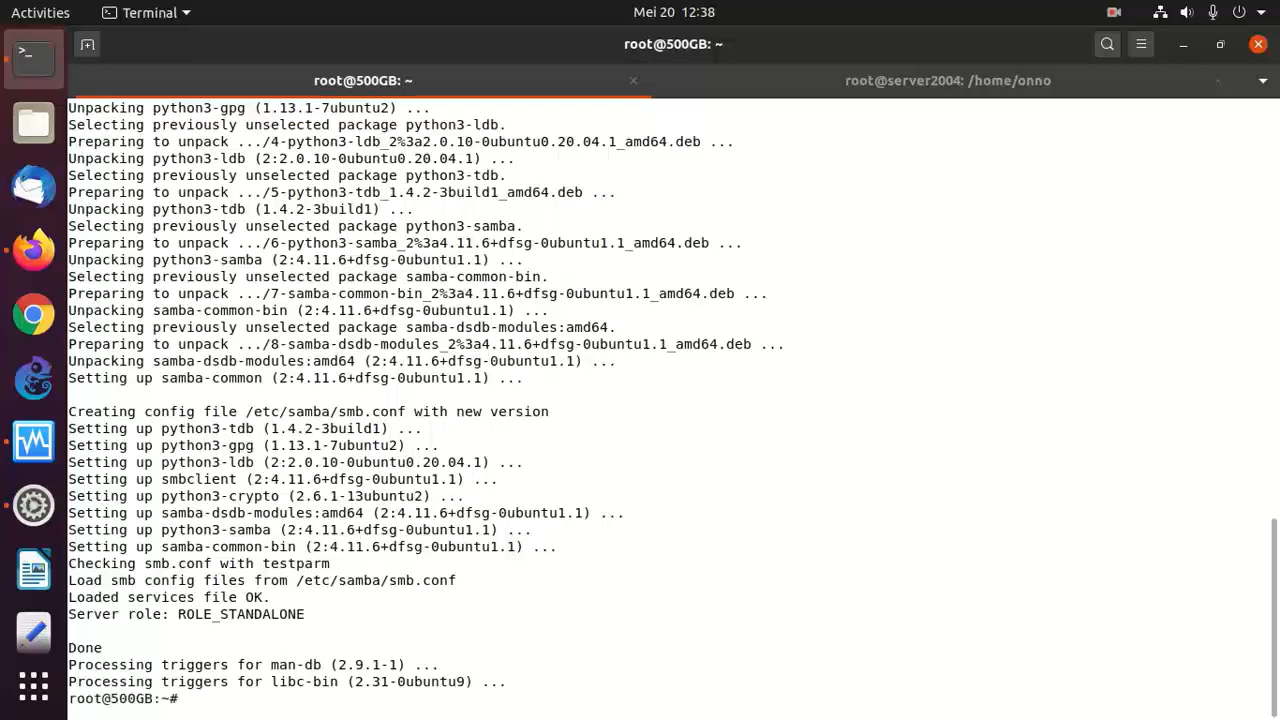 Activities
Terminal
Mei 20 12:38
root@500GB: ~
root@500GB: ~
root@server2004: /home/onno
Unpacking python3-gpg (1.13.1-7ubuntu2) ...
Selecting previously unselected package python3-ldb.
Preparing to unpack .../4-python3-ldb_2%3a2.0.10-0ubuntu0.20.04.1_amd64.deb ...
Unpacking python3-ldb (2:2.0.10-0ubuntu0.20.04.1) ...
Selecting previously unselected package python3-tdb.
Preparing to unpack .../5-python3-tdb_1.4.2-3build1_amd64.deb ...
Unpacking python3-tdb (1.4.2-3build1) ...
Selecting previously unselected package python3-samba.
Preparing to unpack .../6-python3-samba_2%3a4.11.6+dfsg-0ubuntu1.1_amd64.deb ...
Unpacking python3-samba (2:4.11.6+dfsg-0ubuntu1.1) ...
Selecting previously unselected package samba-common-bin.
Preparing to unpack .../7-samba-common-bin_2%3a4.11.6+dfsg-0ubuntu1.1_amd64.deb ...
Unpacking samba-common-bin (2:4.11.6+dfsg-0ubuntu1.1) ...
Selecting previously unselected package samba-dsdb-modules:amd64.
Preparing to unpack .../8-samba-dsdb-modules_2%3a4.11.6+dfsg-0ubuntu1.1_amd64.deb ...
Unpacking samba-dsdb-modules:amd64 (2:4.11.6+dfsg-0ubuntu1.1) ...
Setting up samba-common (2:4.11.6+dfsg-0ubuntu1.1) ...
Creating config file /etc/samba/smb.conf with new version
Setting up python3-tdb (1.4.2-3build1) ...
Setting up python3-gpg (1.13.1-7ubuntu2) ...
Setting up python3-ldb (2:2.0.10-0ubuntu0.20.04.1) ...
Setting up smbclient (2:4.11.6+dfsg-0ubuntu1.1) ...
Setting up python3-crypto (2.6.1-13ubuntu2) ...
Setting up samba-dsdb-modules:amd64 (2:4.11.6+dfsg-0ubuntu1.1) ...
Setting up python3-samba (2:4.11.6+dfsg-0ubuntu1.1) ...
Setting up samba-common-bin (2:4.11.6+dfsg-0ubuntu1.1) ...
Checking smb.conf with testparm
Load smb config files from /etc/samba/smb.conf
Loaded services file OK.
Server role: ROLE_STANDALONE
Done
Processing triggers for man-db (2.9.1-1) ...
Processing triggers for libc-bin (2.31-0ubuntu9) ...
root@500GB:~#